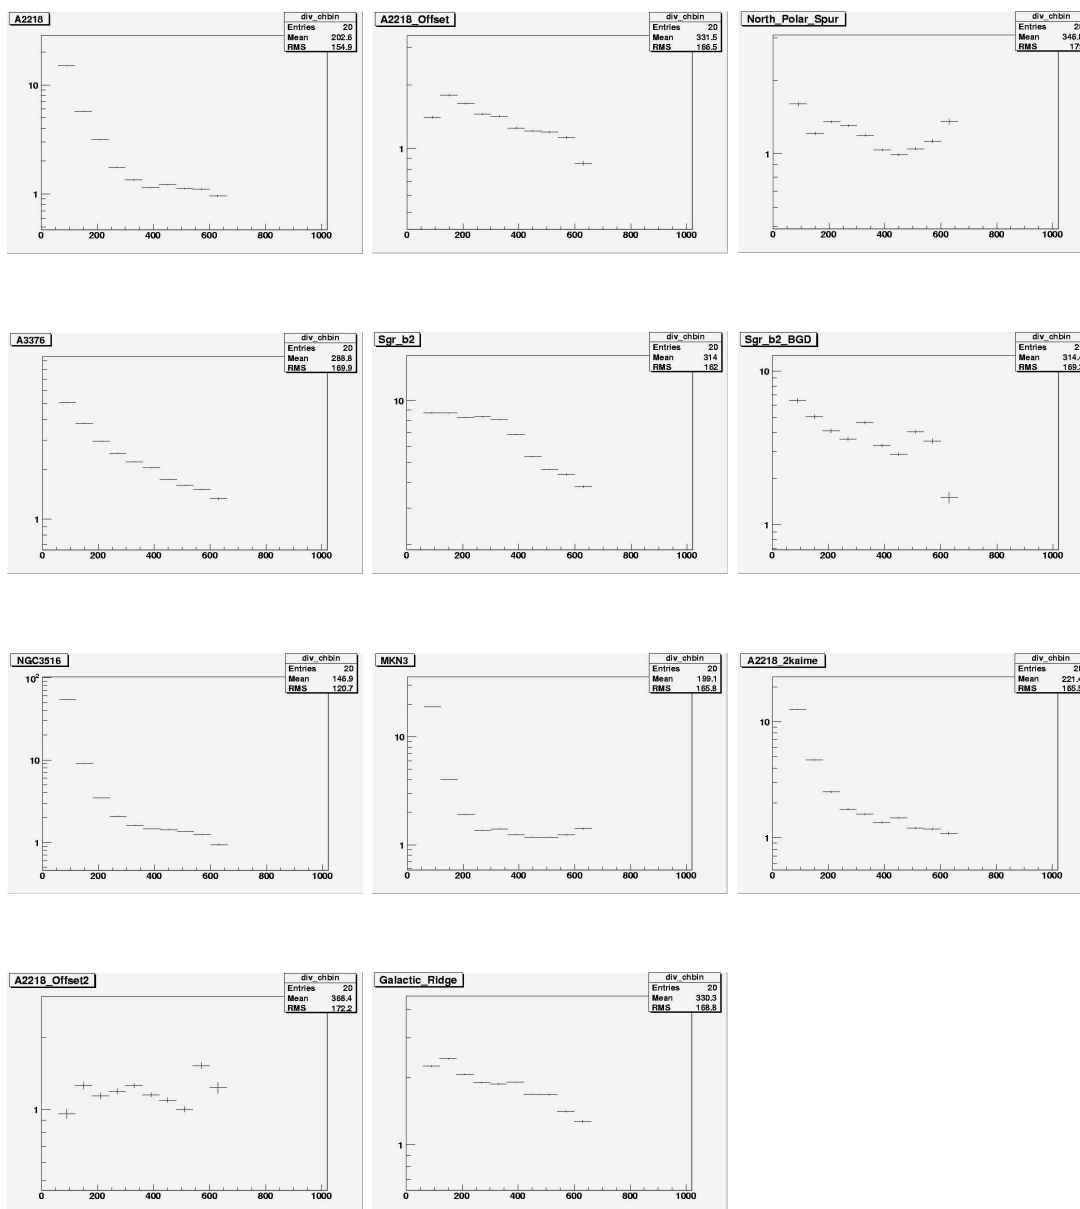 A2218
div_chbin
Entries 20
Mean 202.6
RMS 154.9
10
1
0 200 400 600 800 1000
A2218_Offset
div_chbin
Entries 20
Mean 331.5
RMS 166.5
1
0 200 400 600 800 1000
North_Polar_Spur
div_chbin
Entries
Mean
RMS
1
0 200 400 600 800 1000
A3376
div_chbin
Entries 20
Mean 288.8
RMS 169.9
1
0 200 400 600 800 1000
Sgr_b2
div_chbin
Entries 20
Mean 314
RMS 162
10
0 200 400 600 800 1000
Sgr_b2_BGD
div_chbin
Entries
Mean
RMS
10
1
0 200 400 600 800 1000
NGC3516
div_chbin
Entries 20
Mean 146.9
RMS 120.7
10²
10
1
0 200 400 600 800 1000
MKN3
div_chbin
Entries 20
Mean 199.1
RMS 165.8
10
1
0 200 400 600 800 1000
A2218_2kaime
div_chbin
Entries
Mean
RMS
10
1
0 200 400 600 800 1000
A2218_Offset2
div_chbin
Entries 20
Mean 368.4
RMS 172.2
1
0 200 400 600 800 1000
Galactic_Ridge
div_chbin
Entries 20
Mean 330.3
RMS 168.8
1
0 200 400 600 800 1000